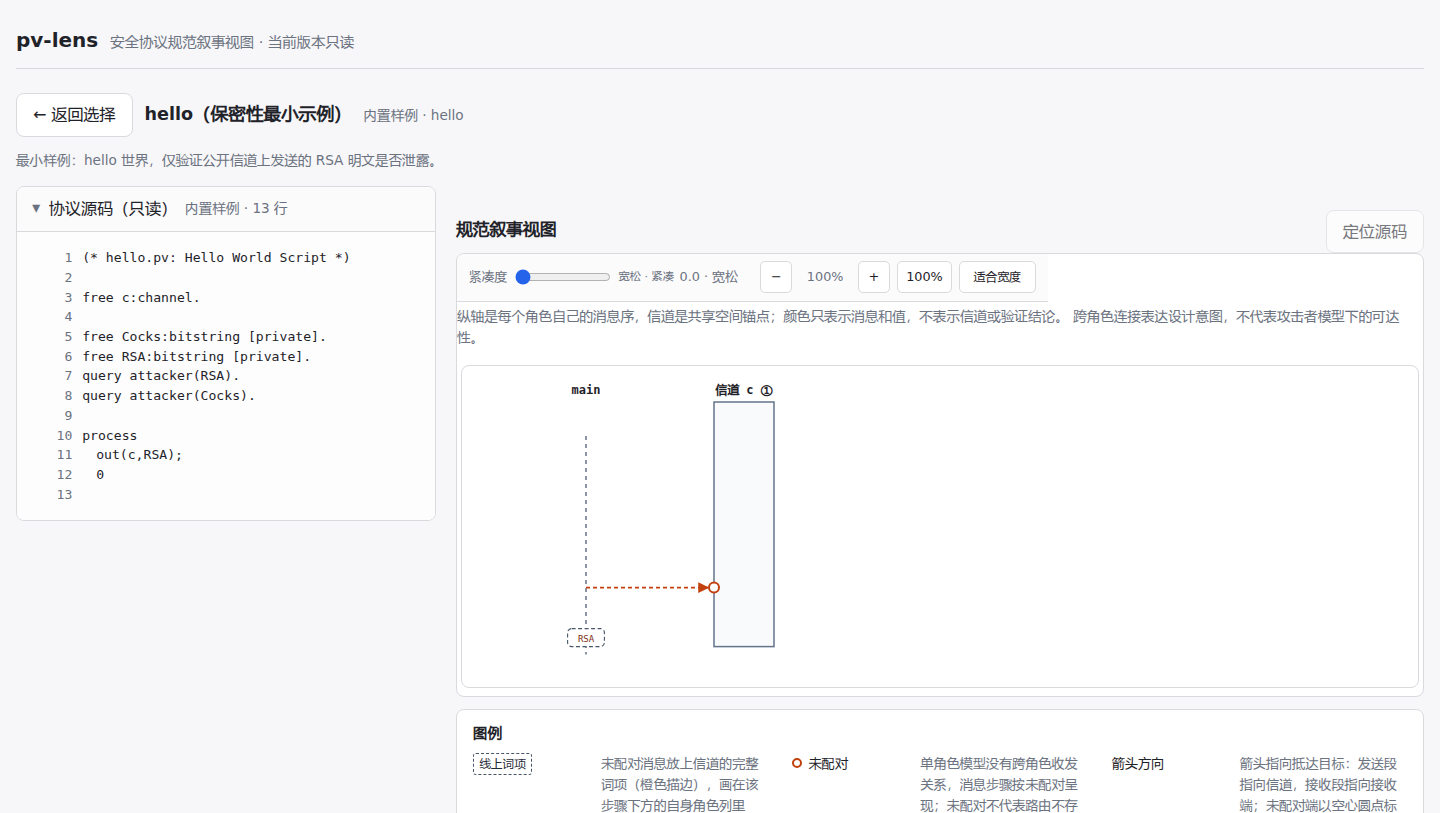 pv-lens 安全协议规范叙事视图 · 当前版本只读
← 返回选择 hello（保密性最小示例） 内置样例 · hello
最小样例：hello 世界，仅验证公开信道上发送的 RSA 明文是否泄露。
▼ 协议源码（只读） 内置样例 · 13 行
1 (* hello.pv: Hello World Script *)
2
3 free c:channel.
4
5 free Cocks:bitstring [private].
6 free RSA:bitstring [private].
7 query attacker(RSA).
8 query attacker(Cocks).
9
10 process
11 out(c,RSA);
12 0
13
规范叙事视图
定位源码
紧凑度 宽松 · 紧凑 0.0 · 宽松 − 100% + 100% 适合宽度
纵轴是每个角色自己的消息序，信道是共享空间锚点；颜色只表示消息和值，不表示信道或验证结论。 跨角色连接表达设计意图，不代表攻击者模型下的可达
性。
main 信道 c ①
RSA
图例
线上词项 未配对消息放上信道的完整
词项（橙色描边），画在该
步骤下方的自身角色列里
未配对 单角色模型没有跨角色收发
关系，消息步骤按未配对呈
现；未配对不代表路由不存
箭头方向 箭头指向抵达目标：发送段
指向信道，接收段指向接收
端；未配对端以空心圆点标